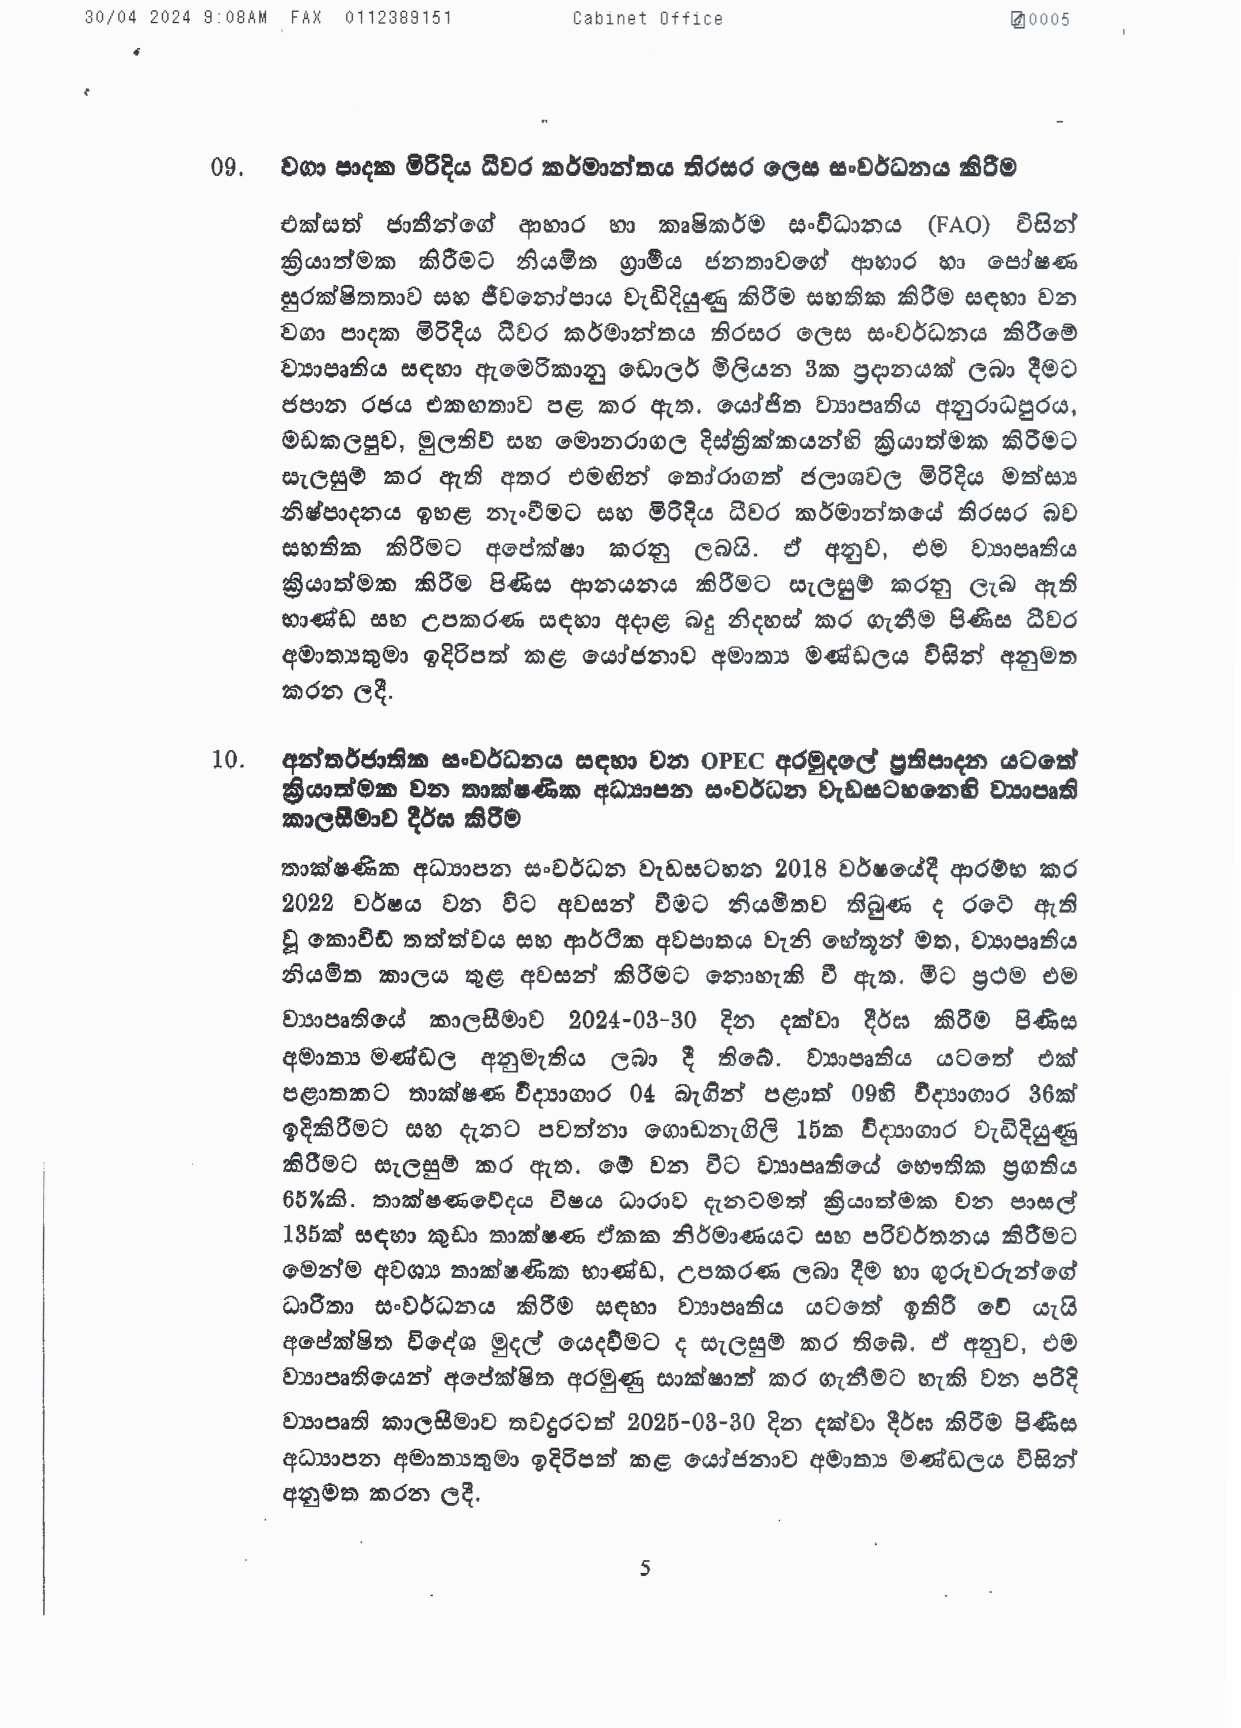 30/04 2024 9:08AM FAX 0112389151 Cabinet Office 0005
09. වගා පාදක මිරිදිය ධීවර කර්මාන්තය තිරසර ලෙස සංවර්ධනය කිරීම
එක්සත් ජාතීන්ගේ ආහාර හා කෘෂිකර්ම සංවිධානය (FAO) විසින්
ක්‍රියාත්මක කිරීමට නියමිත ග්‍රාමීය ජනතාවගේ ආහාර හා පෝෂණ
සුරක්ෂිතතාව සහ ජීවනෝපාය වැඩිදියුණු කිරීම සහතික කිරීම සඳහා වන
වගා පාදක මිරිදිය ධීවර කර්මාන්තය තිරසර ලෙස සංවර්ධනය කිරීමේ
ව්‍යාපෘතිය සඳහා ඇමෙරිකානු ඩොලර් මිලියන 3ක ප්‍රදානයක් ලබා දීමට
ජපාන රජය එකඟතාව පළ කර ඇත. යෝජිත ව්‍යාපෘතිය අනුරාධපුරය,
මඩකලපුව, මුලතිව් සහ මොනරාගල දිස්ත්‍රික්කයන්හි ක්‍රියාත්මක කිරීමට
සැලසුම් කර ඇති අතර එමඟින් තෝරාගත් ජලාශවල මිරිදිය මත්ස්‍ය
නිෂ්පාදනය ඉහළ නැංවීමට සහ මිරිදිය ධීවර කර්මාන්තයේ තිරසර බව
සහතික කිරීමට අපේක්ෂා කරනු ලබයි. ඒ අනුව, එම ව්‍යාපෘතිය
ක්‍රියාත්මක කිරීම පිණිස ආනයනය කිරීමට සැලසුම් කරනු ලැබ ඇති
භාණ්ඩ සහ උපකරණ සඳහා අදාළ බදු නිදහස් කර ගැනීම පිණිස ධීවර
අමාත්‍යතුමා ඉදිරිපත් කළ යෝජනාව අමාත්‍ය මණ්ඩලය විසින් අනුමත
කරන ලදී.
10. අන්තර්ජාතික සංවර්ධනය සඳහා වන OPEC අරමුදලේ ප්‍රතිපාදන යටතේ
ක්‍රියාත්මක වන තාක්ෂණික අධ්‍යාපන සංවර්ධන වැඩසටහනෙහි ව්‍යාපෘති
කාලසීමාව දීර්ඝ කිරීම
තාක්ෂණික අධ්‍යාපන සංවර්ධන වැඩසටහන 2018 වර්ෂයේදී ආරම්භ කර
2022 වර්ෂය වන විට අවසන් වීමට නියමිතව තිබුණ ද රටේ ඇති
වූ කොවිඩ් තත්ත්වය සහ ආර්ථික අවපාතය වැනි හේතූන් මත, ව්‍යාපෘතිය
නියමිත කාලය තුළ අවසන් කිරීමට නොහැකි වී ඇත. මීට ප්‍රථම එම
ව්‍යාපෘතියේ කාලසීමාව 2024-03-30 දින දක්වා දීර්ඝ කිරීම පිණිස
අමාත්‍ය මණ්ඩල අනුමැතිය ලබා දී තිබේ. ව්‍යාපෘතිය යටතේ එක්
පළාතකට තාක්ෂණ විද්‍යාගාර 04 බැගින් පළාත් 09හි විද්‍යාගාර 36ක්
ඉදිකිරීමට සහ දැනට පවත්නා ගොඩනැගිලි 15ක විද්‍යාගාර වැඩිදියුණු
කිරීමට සැලසුම් කර ඇත. මේ වන විට ව්‍යාපෘතියේ භෞතික ප්‍රගතිය
65%කි. තාක්ෂණවේදය විෂය ධාරාව දැනටමත් ක්‍රියාත්මක වන පාසල්
135ක් සඳහා කුඩා තාක්ෂණ ඒකක නිර්මාණයට සහ පරිවර්තනය කිරීමට
මෙන්ම අවශ්‍ය තාක්ෂණික භාණ්ඩ, උපකරණ ලබා දීම හා ගුරුවරුන්ගේ
ධාරිතා සංවර්ධනය කිරීම සඳහා ව්‍යාපෘතිය යටතේ ඉතිරි වේ යැයි
අපේක්ෂිත විදේශ මුදල් යෙදවීමට ද සැලසුම් කර තිබේ. ඒ අනුව, එම
ව්‍යාපෘතියෙන් අපේක්ෂිත අරමුණු සාක්ෂාත් කර ගැනීමට හැකි වන පරිදි
ව්‍යාපෘති කාලසීමාව තවදුරටත් 2025-03-30 දින දක්වා දීර්ඝ කිරීම පිණිස
අධ්‍යාපන අමාත්‍යතුමා ඉදිරිපත් කළ යෝජනාව අමාත්‍ය මණ්ඩලය විසින්
අනුමත කරන ලදී.
5